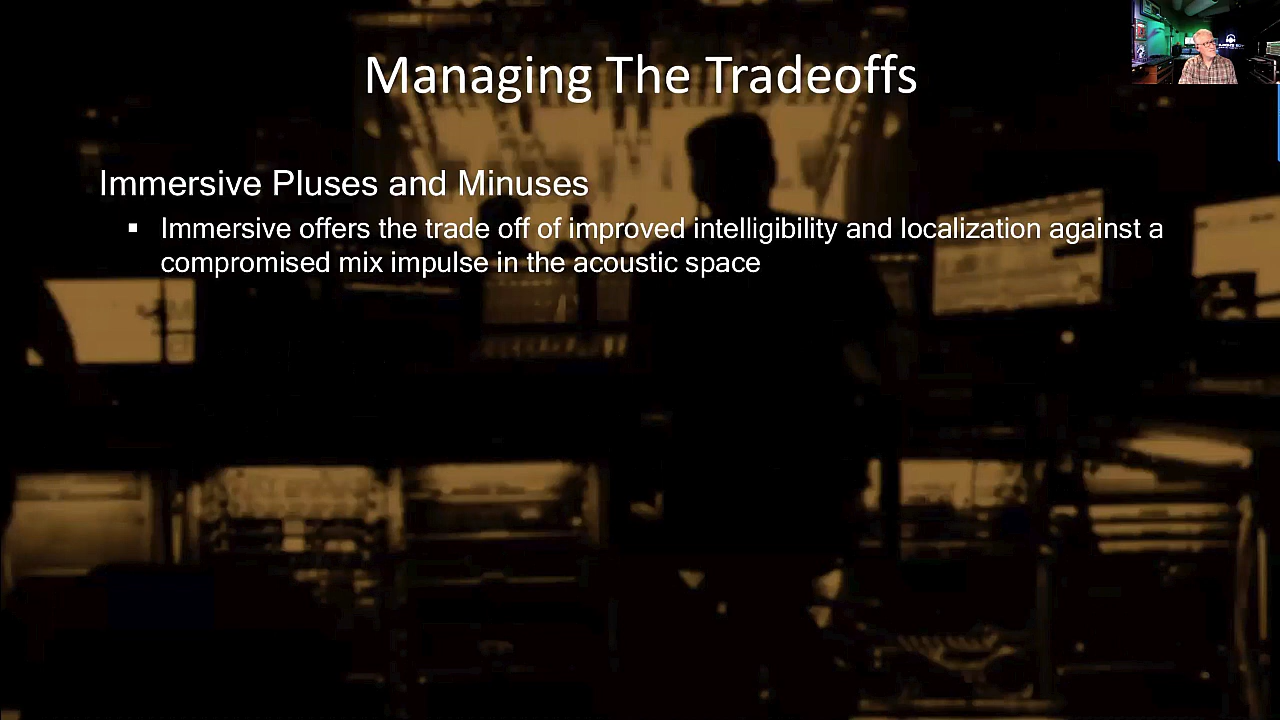 Managing The Tradeoffs
Immersive Pluses and Minuses
▪ Immersive offers the trade off of improved intelligibility and localization against a
compromised mix impulse in the acoustic space